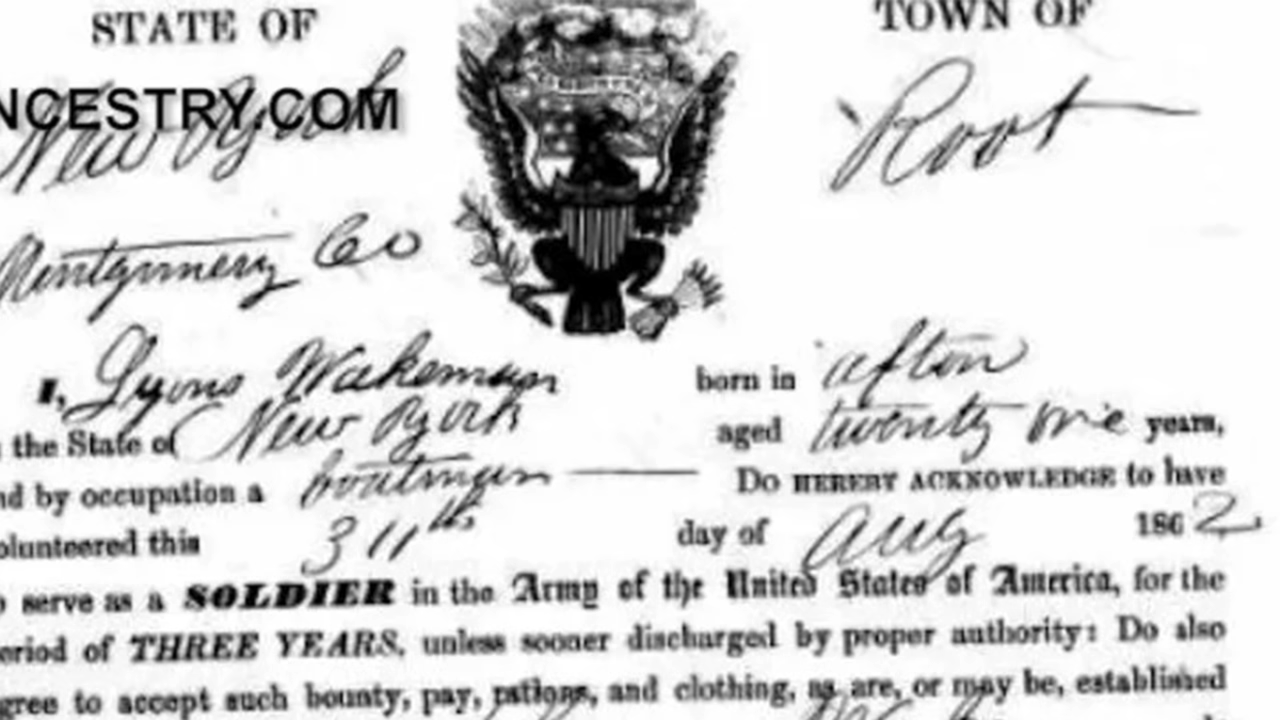 STATE OF
TOWN OF
NCESTRY.COM
New York
Root
Montgomery Co
I, Lyons Wakeman born in afton
the State of New York aged twenty one years,
nd by occupation a boatman Do HEREBY ACKNOWLEDGE to have
olunteered this day of Aug 1862
serve as a SOLDIER in the Army of the United States of America, for the
eriod of THREE YEARS, unless sooner discharged by proper authority: Do also
gree to accept such bounty, pay, rations, and clothing, as are, or may be, established